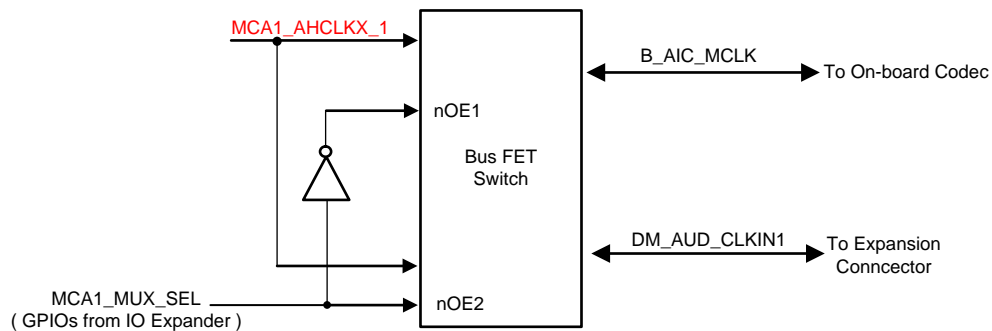 MCA1_AHCLKX_1
B_AIC_MCLK
To On-board Codec
nOE1
Bus FET
Switch
DM_AUD_CLKIN1
To Expansion
Conncector
MCA1_MUX_SEL
( GPIOs from IO Expander )
nOE2